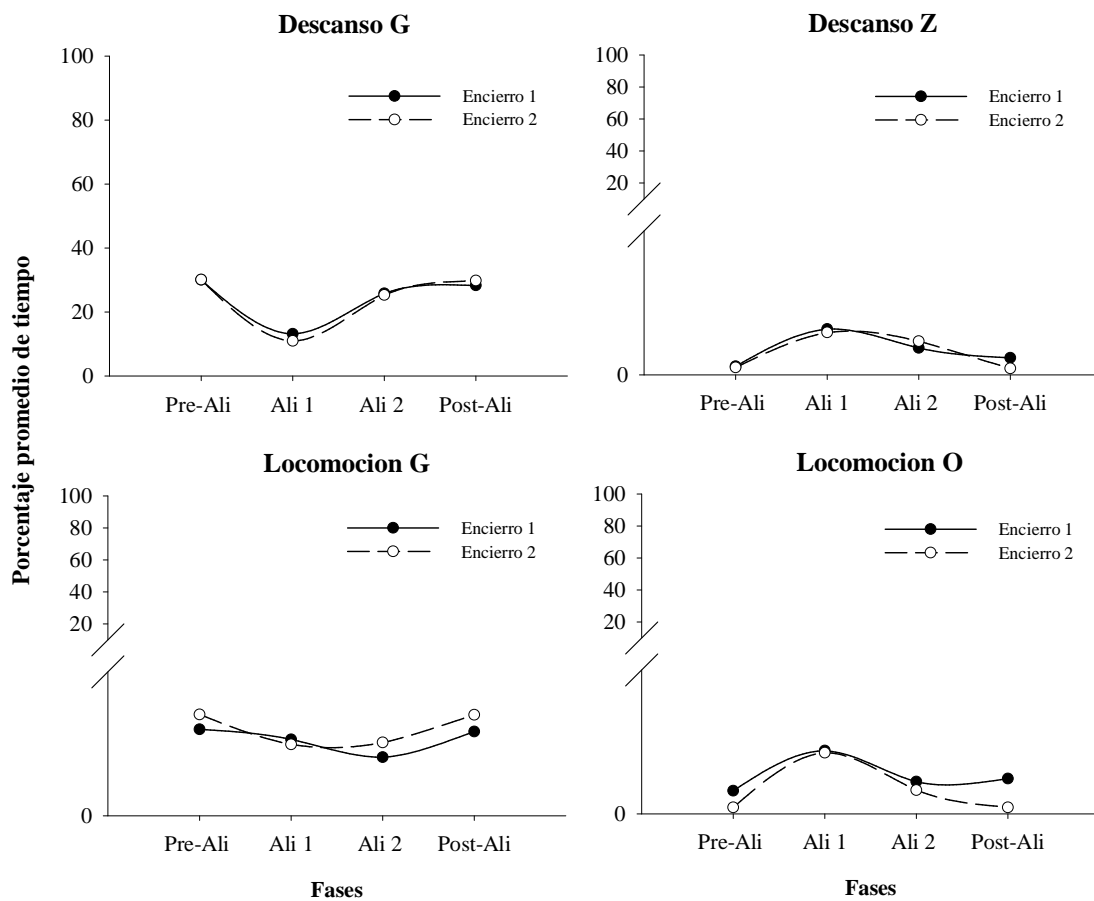 Descanso G
100
80
60
40
20
0
Encierro 1
Encierro 2
Pre-Ali Ali 1 Ali 2 Post-Ali
Descanso Z
100
80
60
40
20
0
Encierro 1
Encierro 2
Pre-Ali Ali 1 Ali 2 Post-Ali
Porcentaje promedio de tiempo
Locomocion G
100
80
60
40
20
0
Encierro 1
Encierro 2
Pre-Ali Ali 1 Ali 2 Post-Ali
Fases
Locomocion O
100
80
60
40
20
0
Encierro 1
Encierro 2
Pre-Ali Ali 1 Ali 2 Post-Ali
Fases